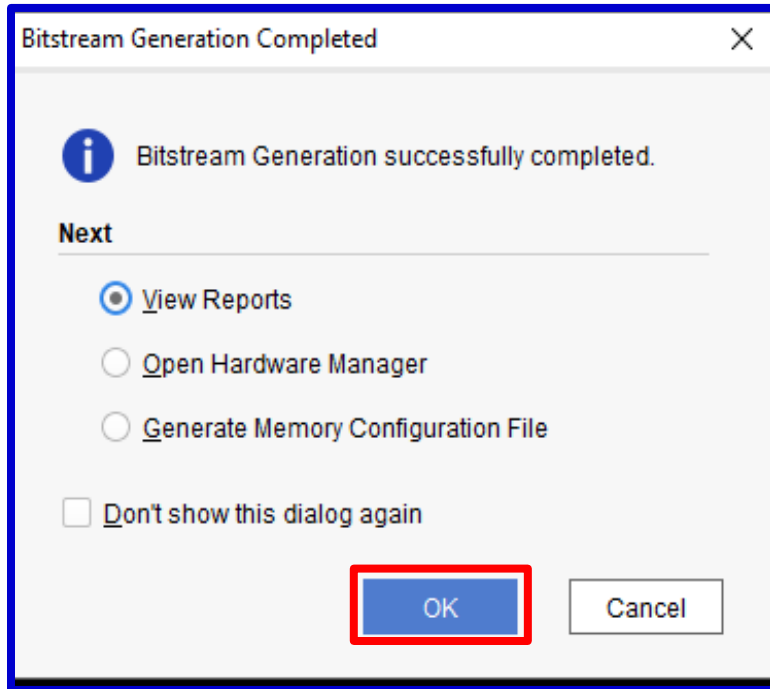 Bitstream Generation Completed
Bitstream Generation successfully completed.
Next
View Reports
Open Hardware Manager
Generate Memory Configuration File
Don't show this dialog again
OK Cancel